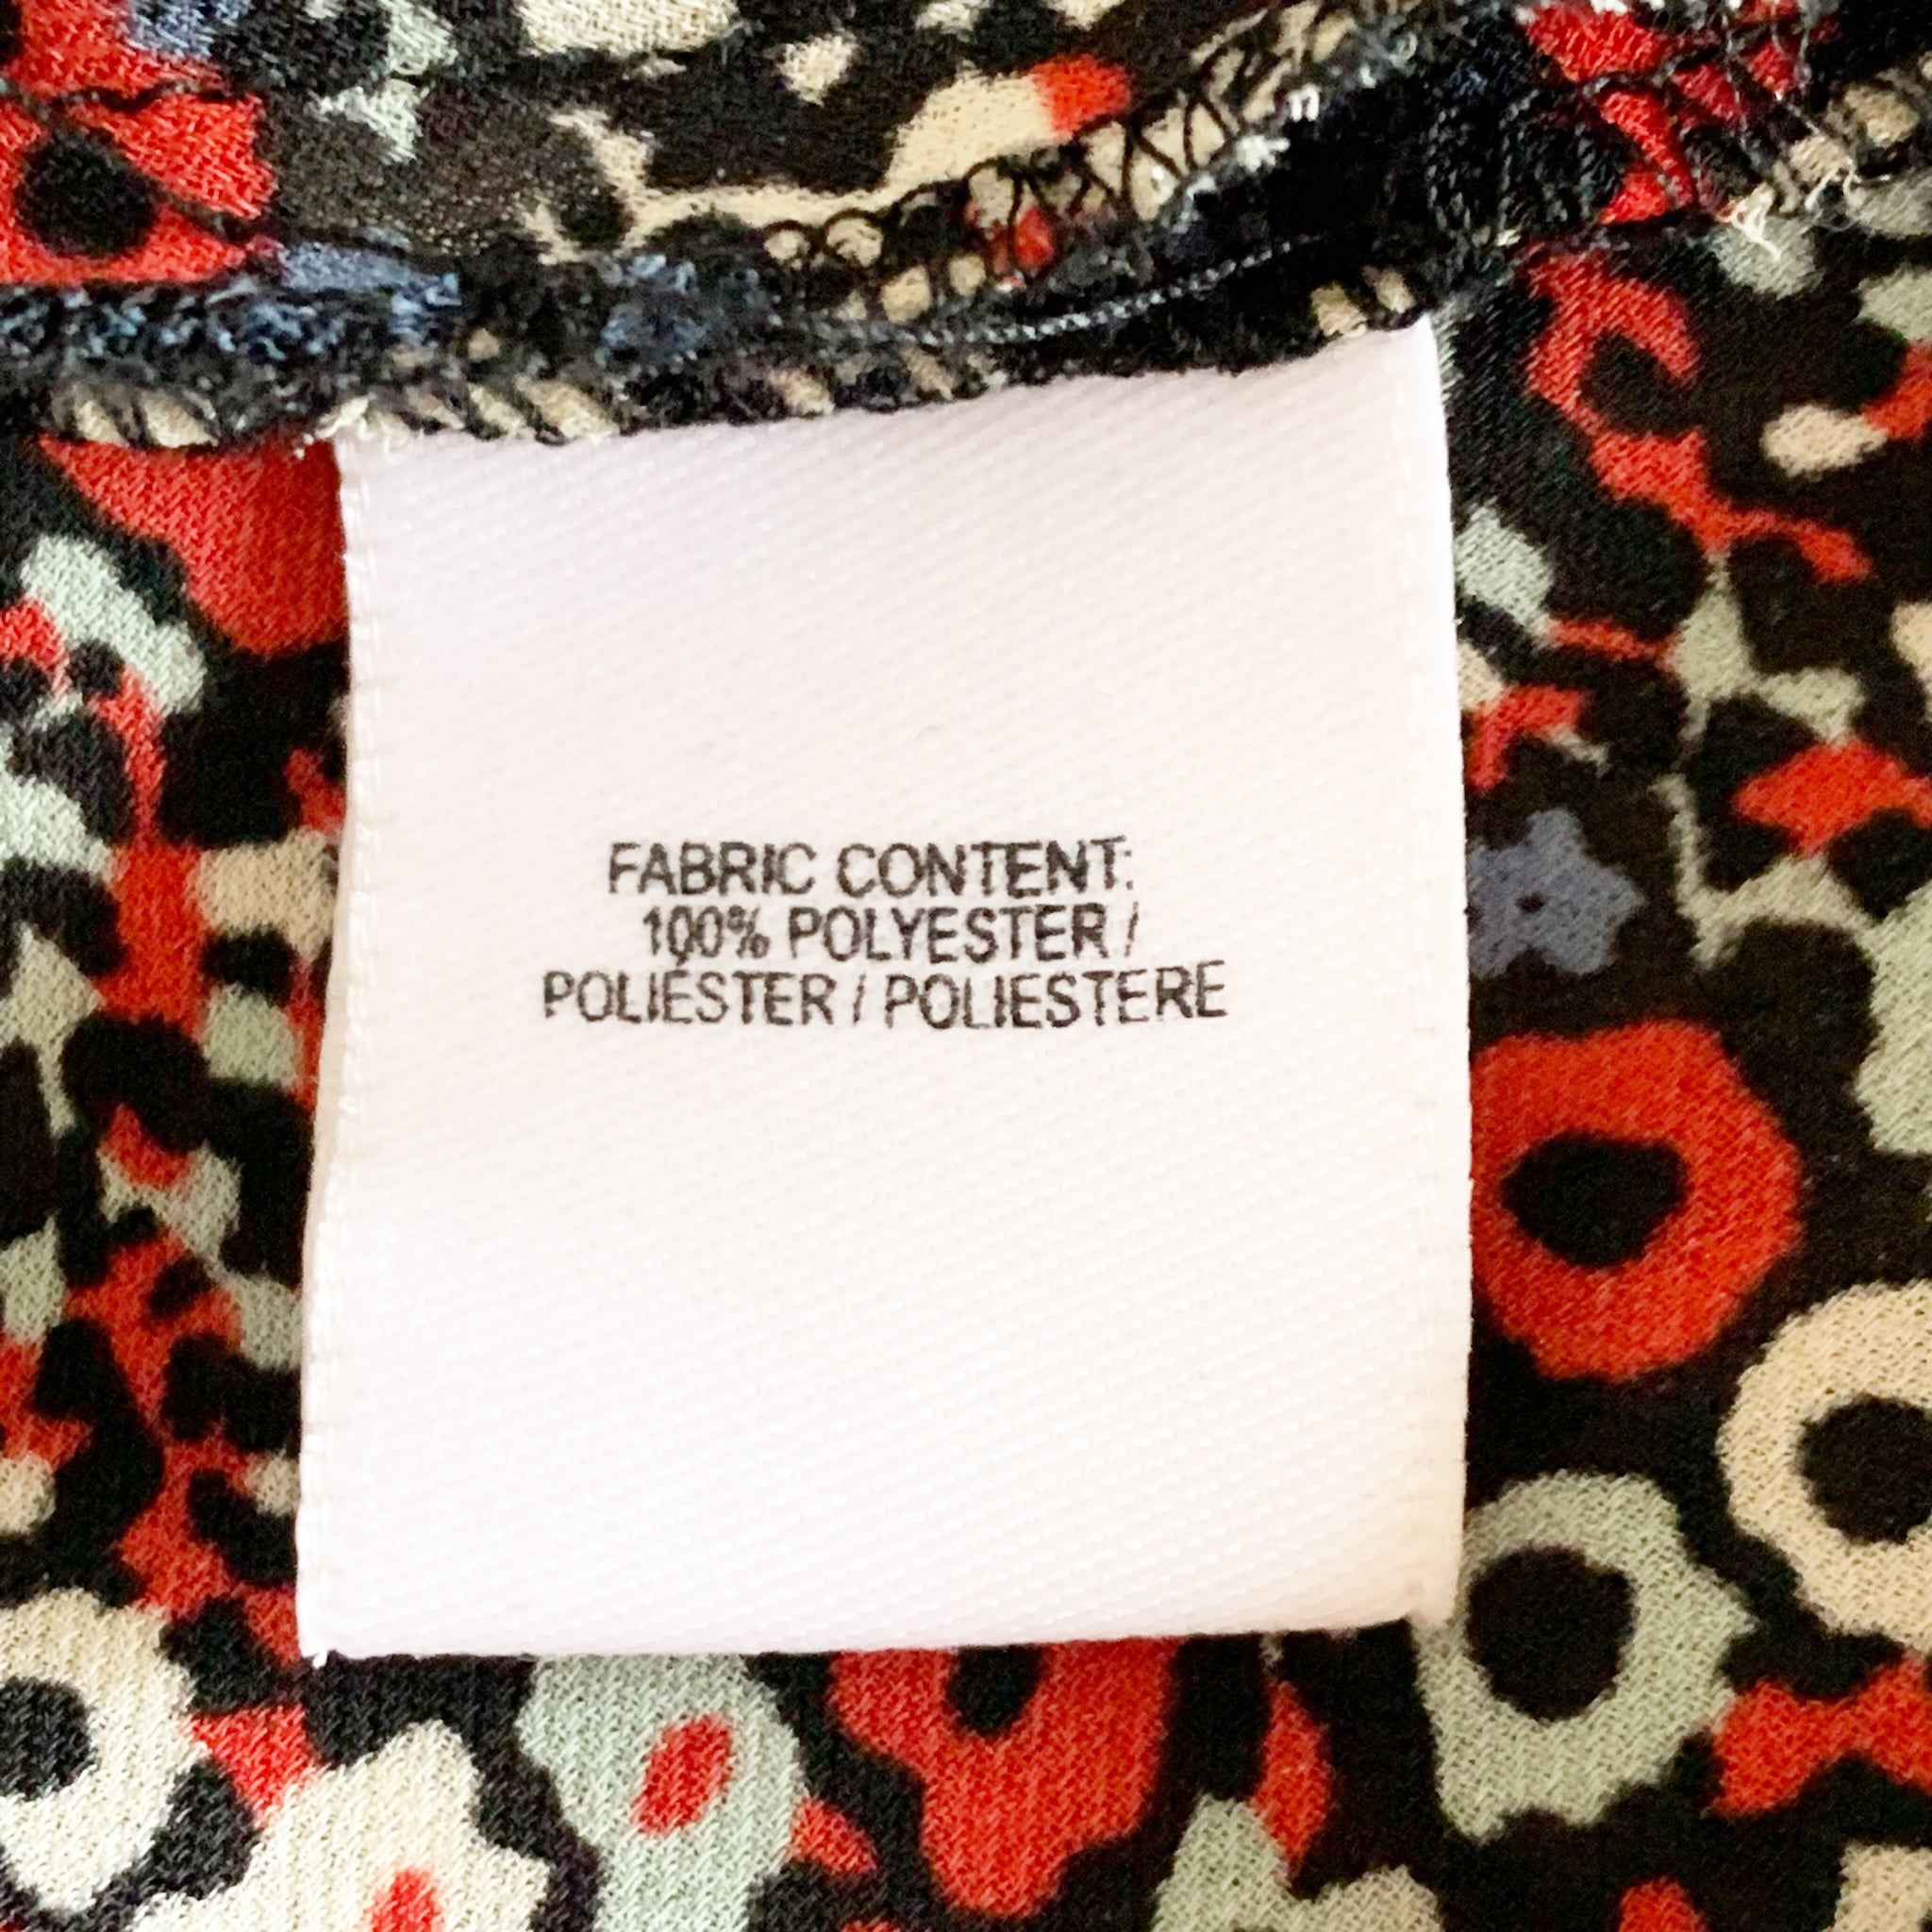 FABRIC CONTENT:
100% POLYESTER /
POLIÉSTER / POLIESTERE